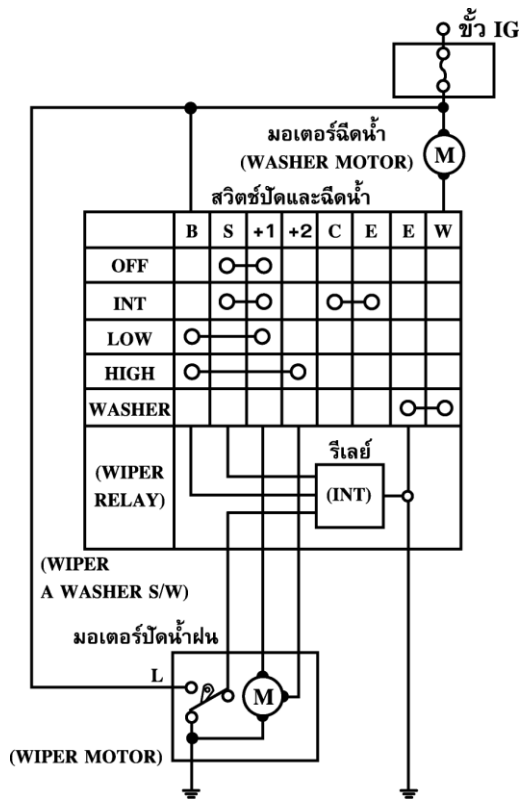 ขั้ว IG
มอเตอร์ฉีดน้ำ
(WASHER MOTOR)
M
สวิตช์ปัดและฉีดน้ำ
B S +1 +2 C E E W
OFF
INT
LOW
HIGH
WASHER
(WIPER
RELAY)
รีเลย์
(INT)
(WIPER
A WASHER S/W)
มอเตอร์ปัดน้ำฝน
L
M
(WIPER MOTOR)